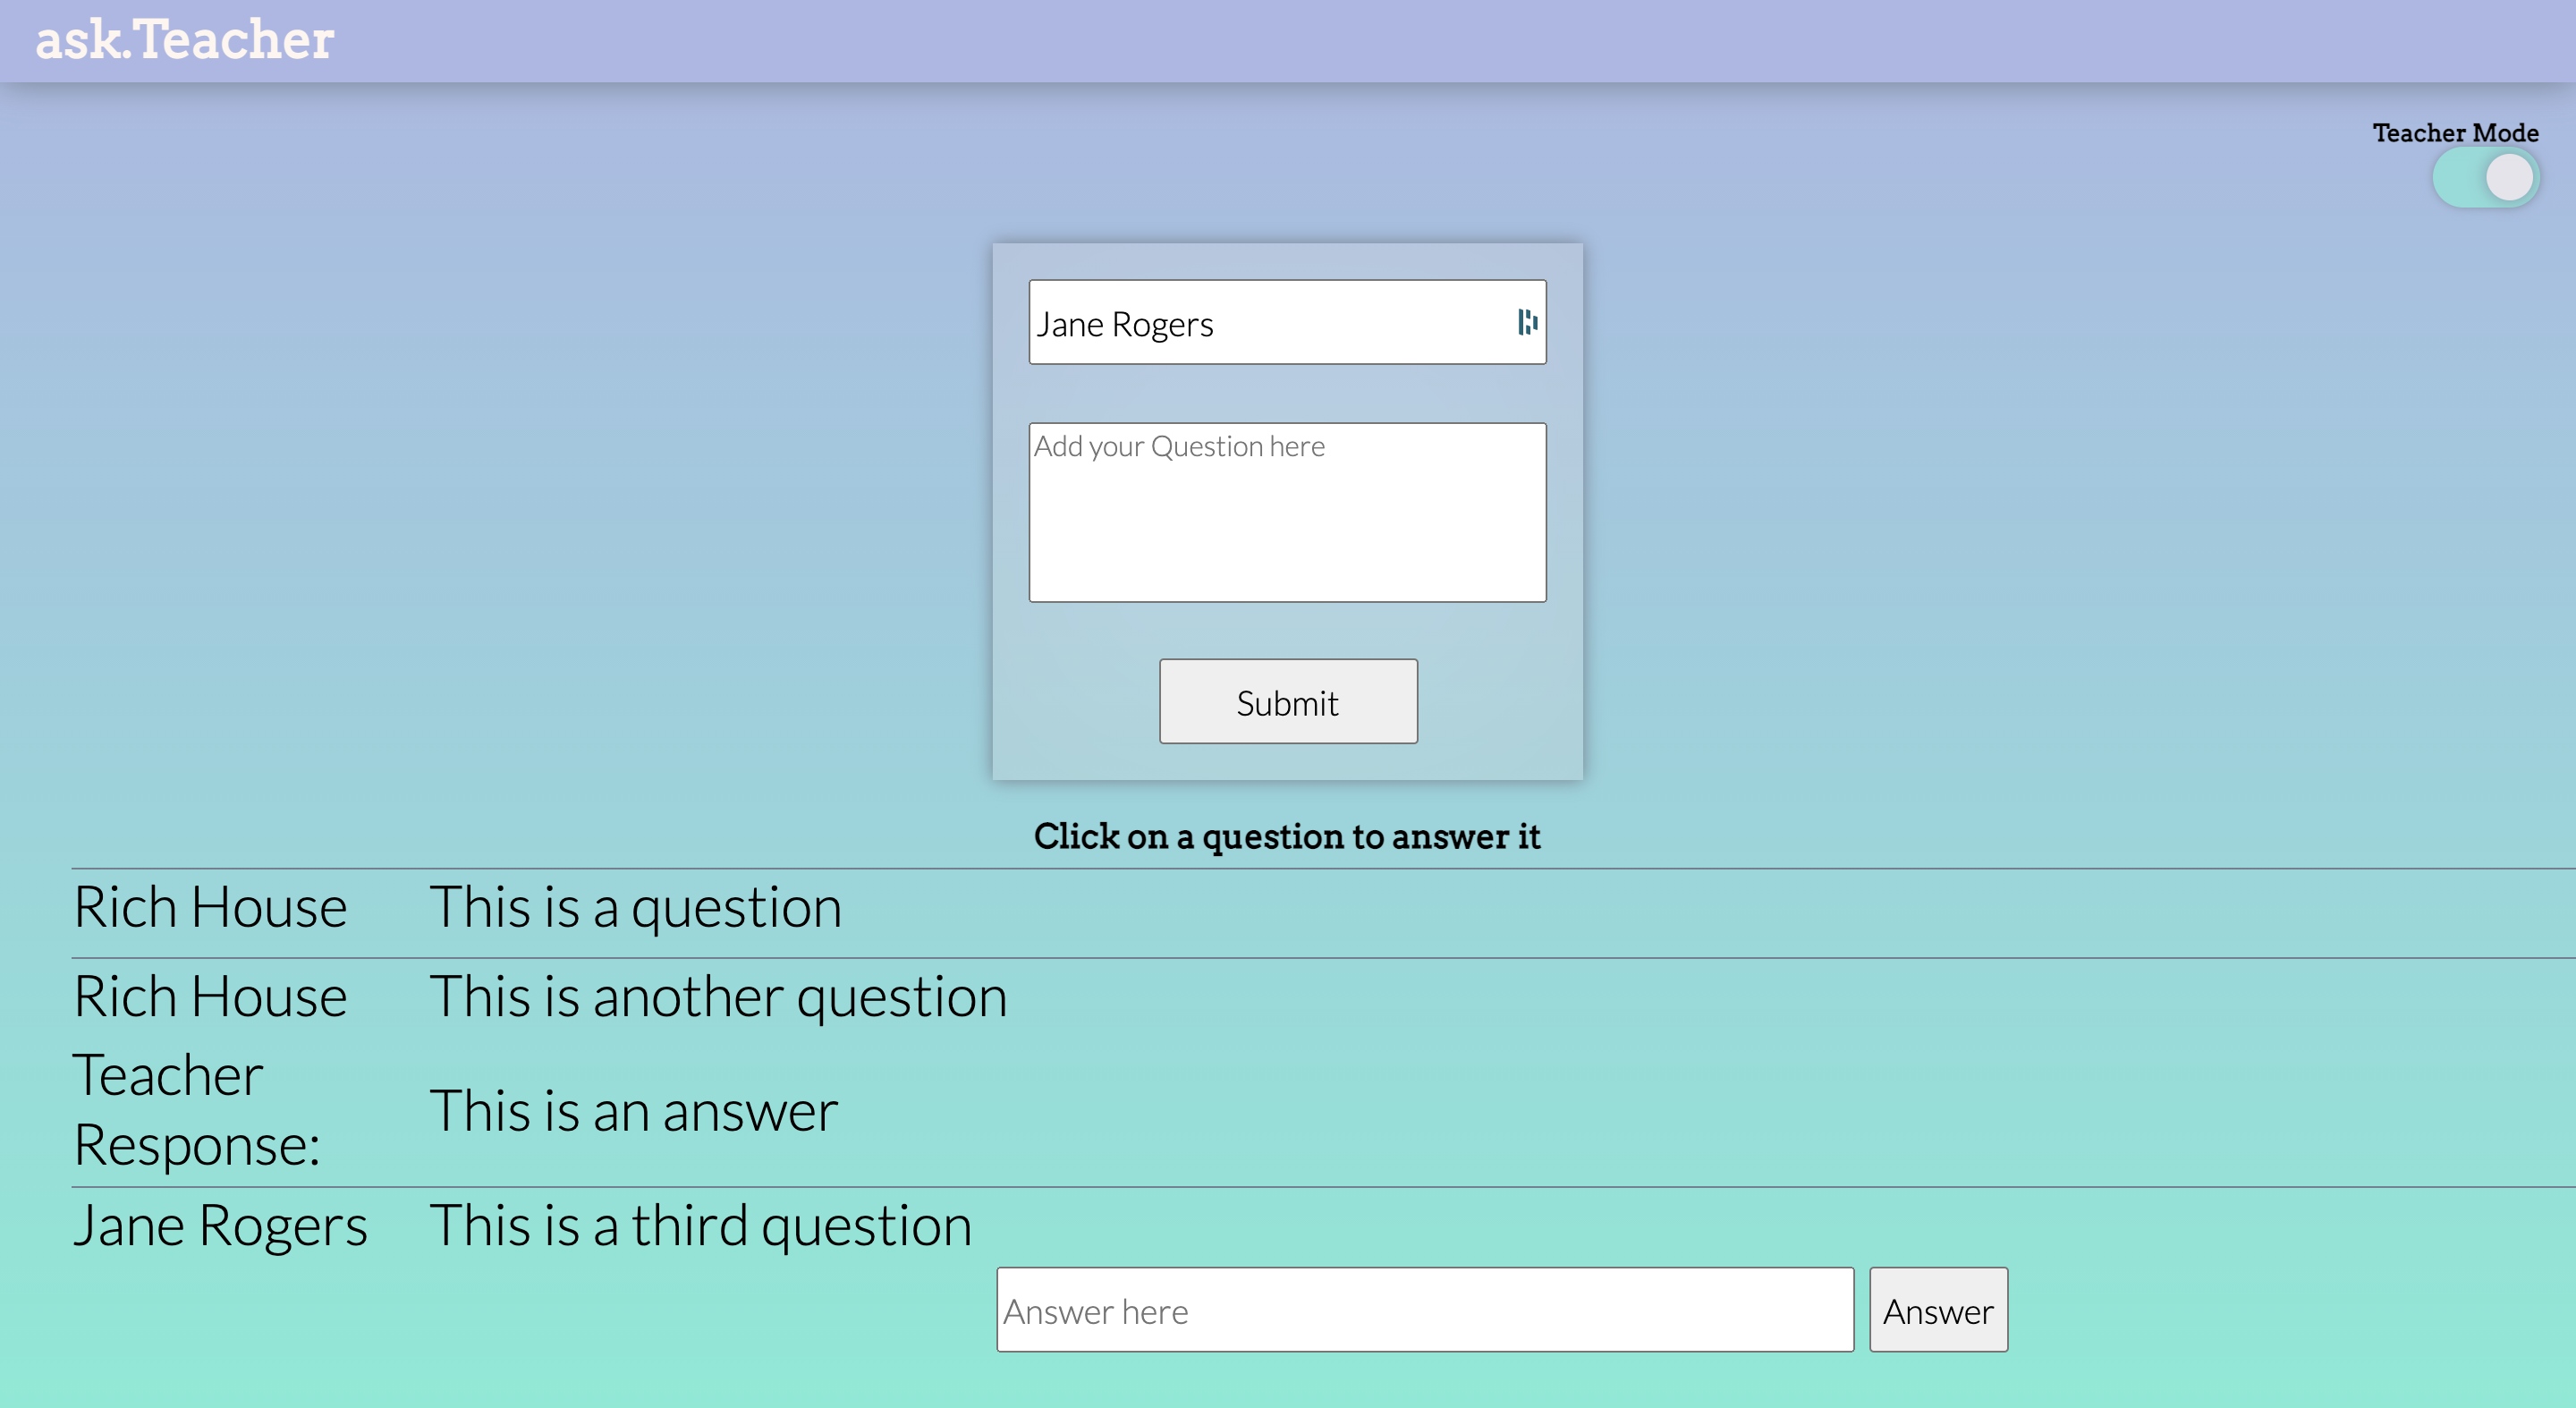 ask.Teacher
Teacher Mode
Jane Rogers
Add your Question here
Submit
Click on a question to answer it
Rich House This is a question
Rich House This is another question
Teacher
Response: This is an answer
Jane Rogers This is a third question
Answer here Answer